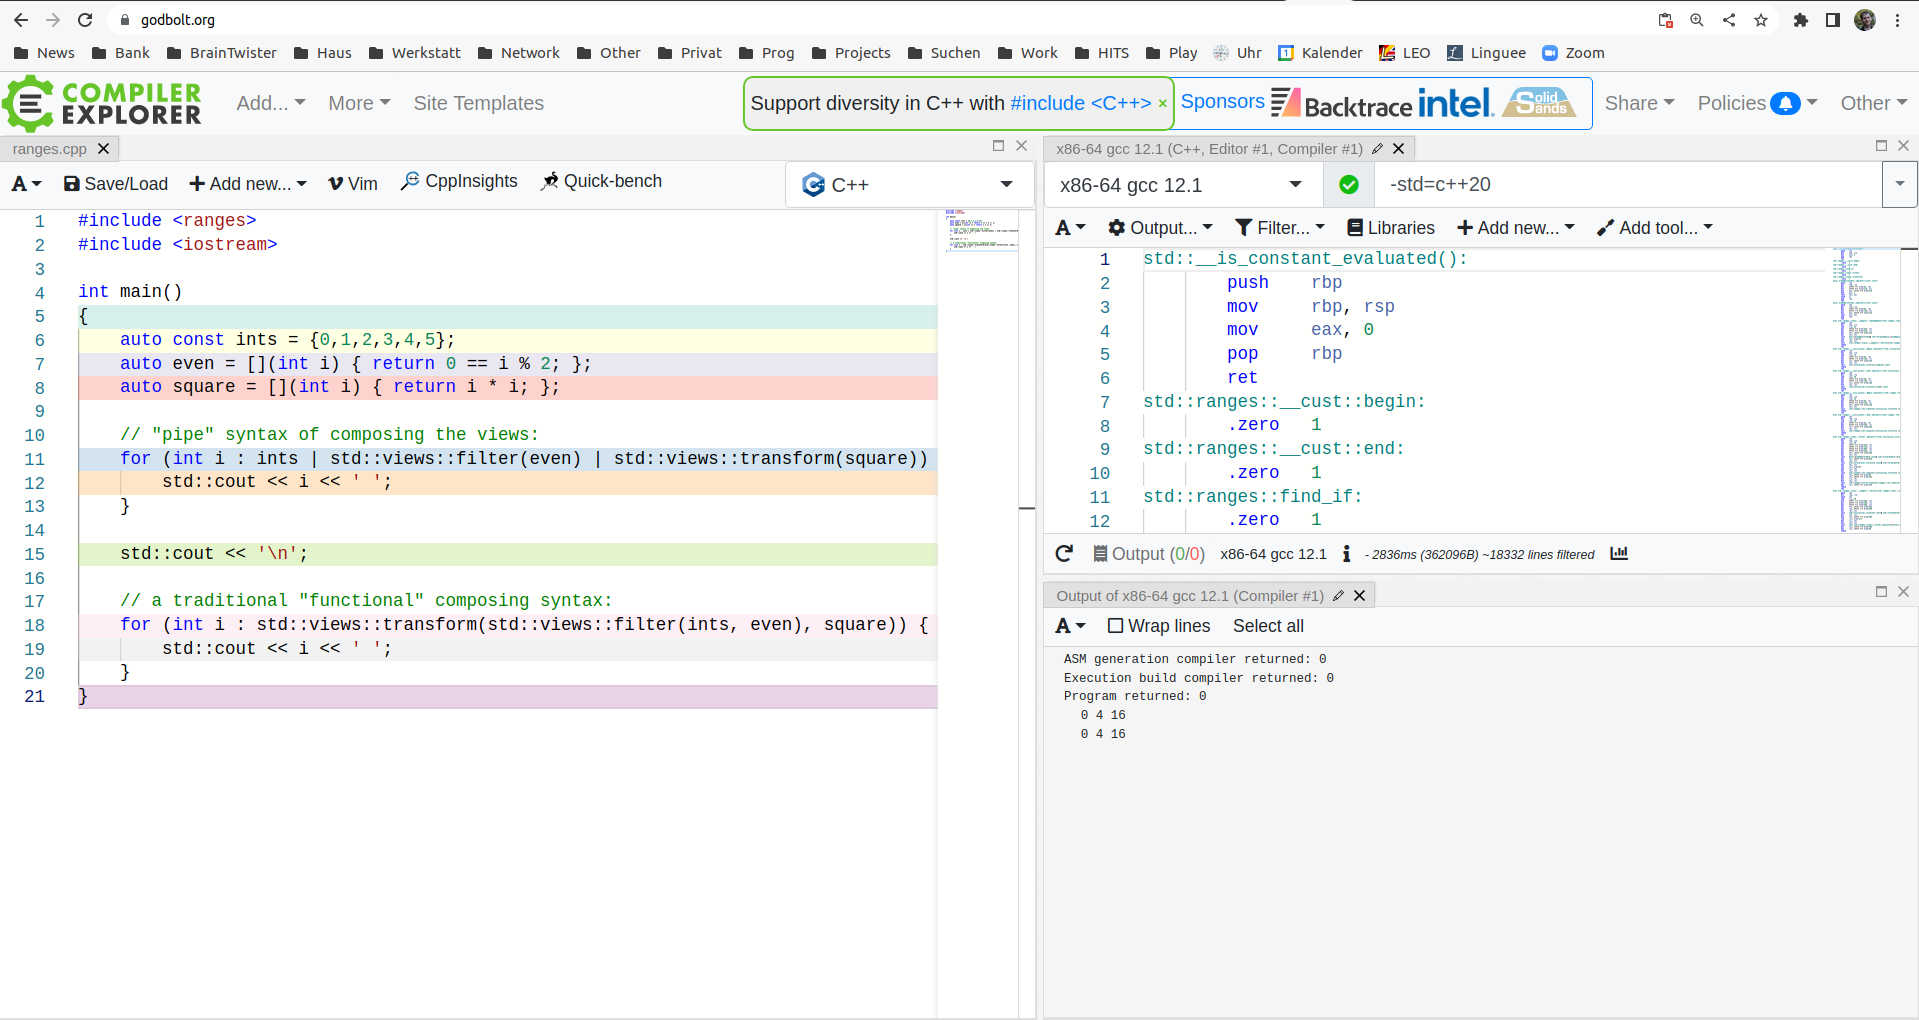 godbolt.org
News Bank BrainTwister Haus Werkstatt Network Other Privat Prog Projects Suchen Work HITS Play Uhr 1 Kalender LEO L Linguee Zoom
COMPILER
EXPLORER
Add... More Site Templates
Support diversity in C++ with #include <C++> ×
Sponsors Backtrace intel. Solid Sands
Share Policies Other
ranges.cpp
A Save/Load Add new... Vim CppInsights Quick-bench
C++
1 #include <ranges>
2 #include <iostream>
3
4 int main()
5 {
6     auto const ints = {0,1,2,3,4,5};
7     auto even = [](int i) { return 0 == i % 2; };
8     auto square = [](int i) { return i * i; };
9
10     // "pipe" syntax of composing the views:
11     for (int i : ints | std::views::filter(even) | std::views::transform(square))
12         std::cout << i << ' ';
13     }
14
15     std::cout << '\n';
16
17     // a traditional "functional" composing syntax:
18     for (int i : std::views::transform(std::views::filter(ints, even), square)) {
19         std::cout << i << ' ';
20     }
21 }
x86-64 gcc 12.1 (C++, Editor #1, Compiler #1)
x86-64 gcc 12.1
-std=c++20
A Output... Filter... Libraries Add new... Add tool...
1 std::__is_constant_evaluated():
2         push    rbp
3         mov     rbp, rsp
4         mov     eax, 0
5         pop     rbp
6         ret
7 std::ranges::__cust::begin:
8         .zero   1
9 std::ranges::__cust::end:
10         .zero   1
11 std::ranges::find_if:
12         .zero   1
Output (0/0) x86-64 gcc 12.1 i - 2836ms (362096B) ~18332 lines filtered
Output of x86-64 gcc 12.1 (Compiler #1)
A Wrap lines Select all
ASM generation compiler returned: 0
Execution build compiler returned: 0
Program returned: 0
0 4 16
0 4 16